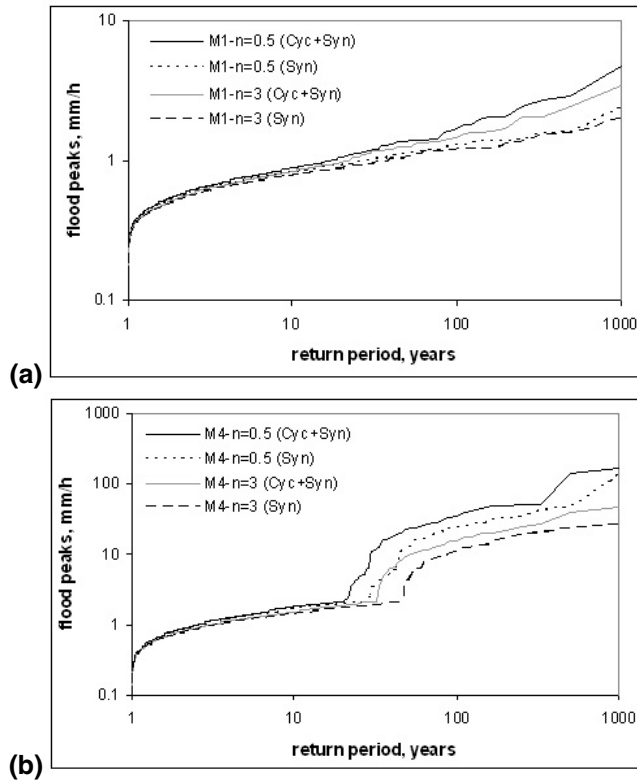 10
M1-n=0.5 (Cyc+Syn)
M1-n=0.5 (Syn)
M1-n=3 (Cyc+Syn)
M1-n=3 (Syn)
flood peaks, mm/h
1
0.1
1 10 100 1000
return period, years
(a)
1000
M4-n=0.5 (Cyc+Syn)
M4-n=0.5 (Syn)
M4-n=3 (Cyc+Syn)
M4-n=3 (Syn)
flood peaks, mm/h
100
10
1
0.1
1 10 100 1000
return period, years
(b)